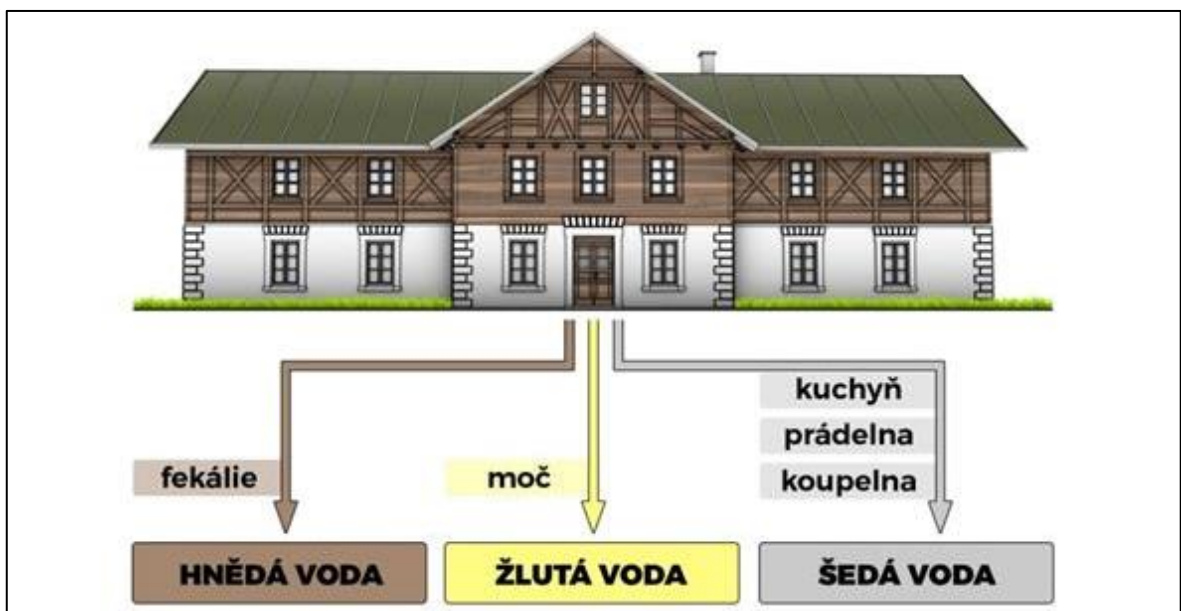 kuchyň
prádelna
koupelna
fekálie
moč
HNĚDÁ VODA
ŽLUTÁ VODA
ŠEDÁ VODA